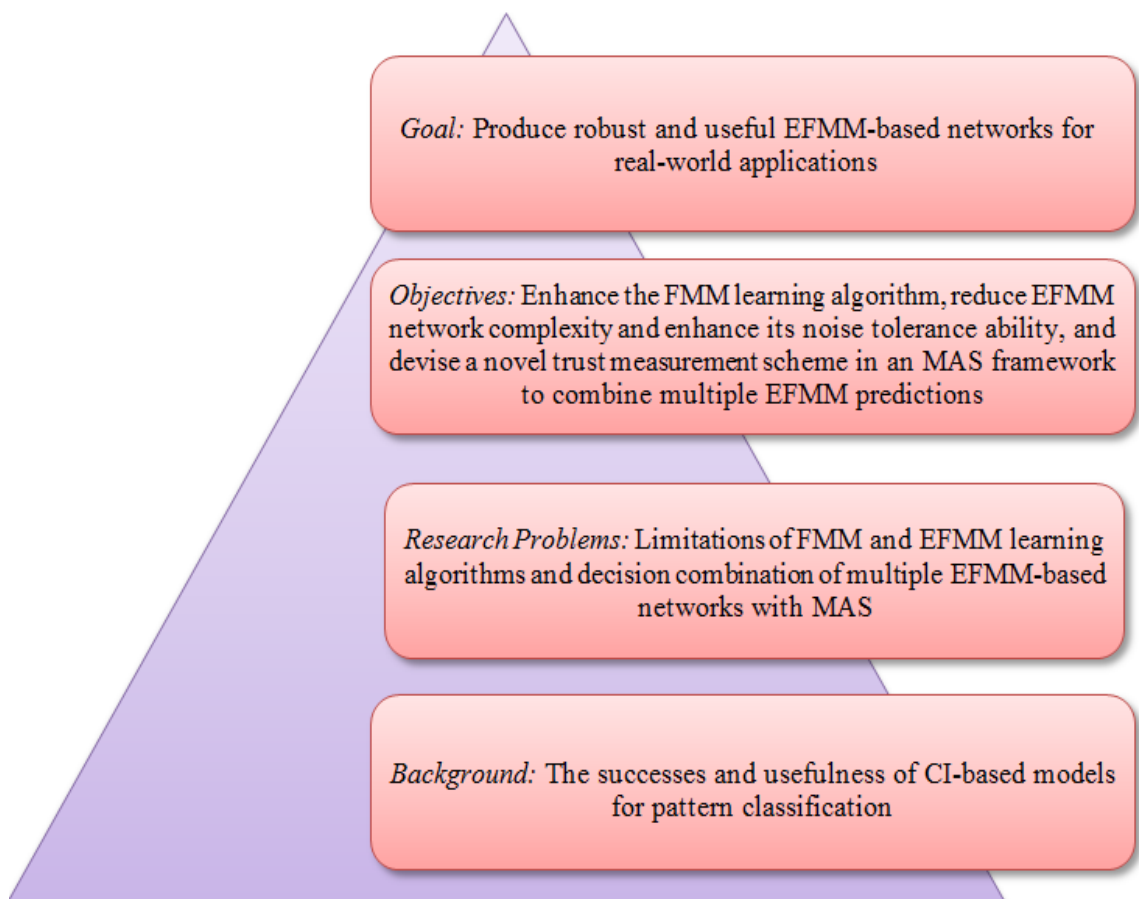 Goal: Produce robust and useful EFMM-based networks for
real-world applications
Objectives: Enhance the FMM learning algorithm, reduce EFMM
network complexity and enhance its noise tolerance ability, and
devise a novel trust measurement scheme in an MAS framework
to combine multiple EFMM predictions
Research Problems: Limitations of FMM and EFMM learning
algorithms and decision combination of multiple EFMM-based
networks with MAS
Background: The successes and usefulness of CI-based models
for pattern classification